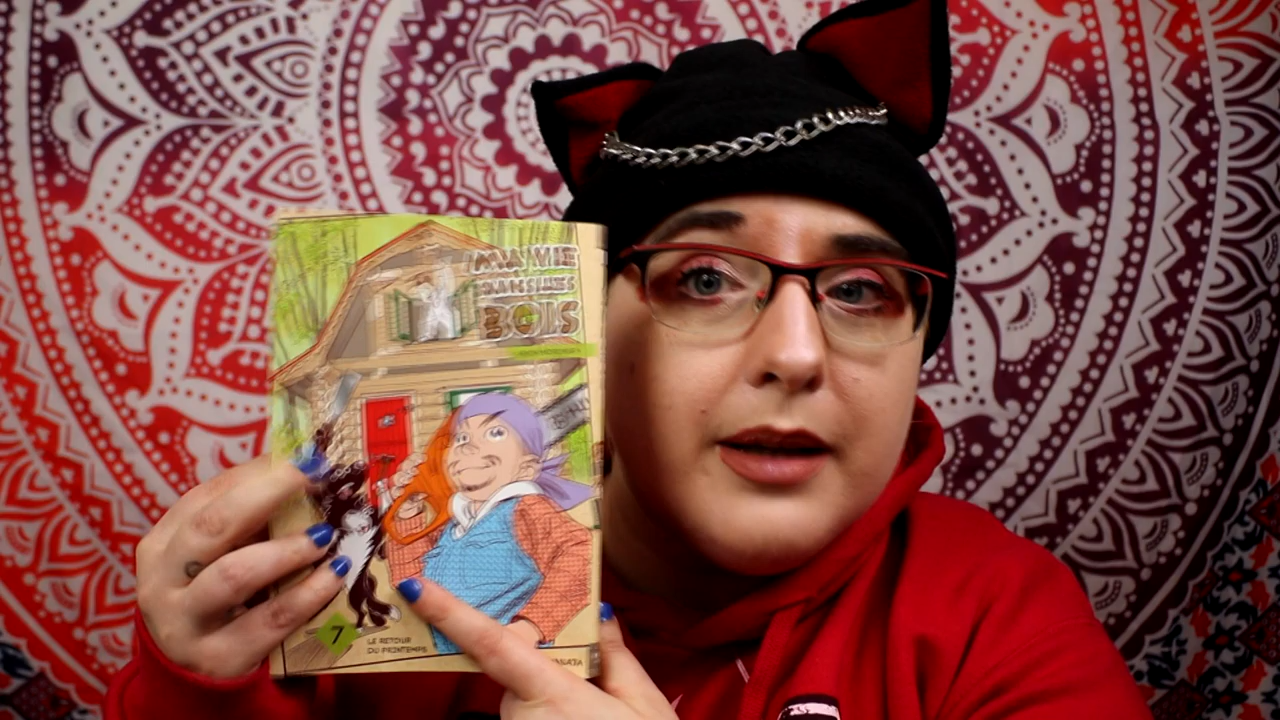 MA VIE
DANS LES
BOIS
7
LE RETOUR
DU PRINTEMPS